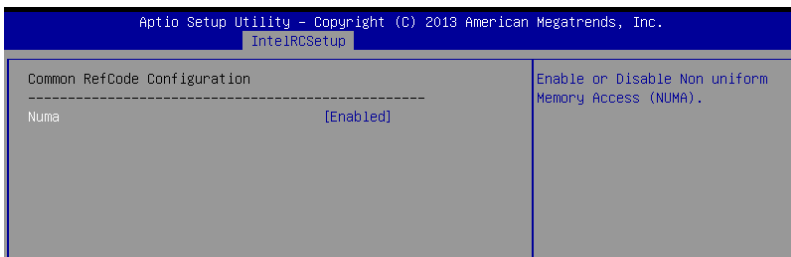 Aptio Setup Utility – Copyright (C) 2013 American Megatrends, Inc.
IntelRCSetup
Common RefCode Configuration
--------------------------------------------------
Numa [Enabled]
Enable or Disable Non uniform
Memory Access (NUMA).